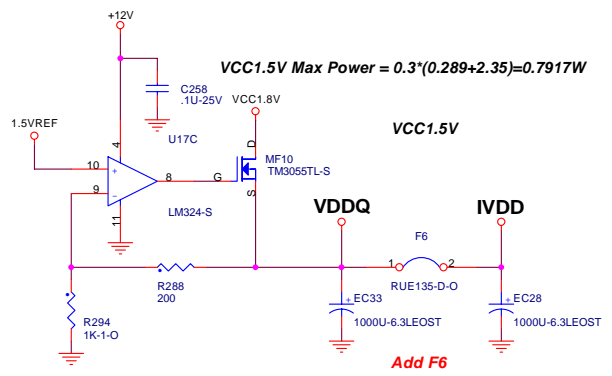 +12V
VCC1.5V Max Power = 0.3*(0.289+2.35)=0.7917W
C258
.1U-25V
VCC1.8V
1.5VREF
U17C
VCC1.5V
4
D
10
+
8
G
MF10
TM3055TL-S
9
-
S
11
LM324-S
VDDQ
IVDD
F6
1
2
R288
200
RUE135-D-O
R294
1K-1-O
+
EC33
1000U-6.3LEOST
+
EC28
1000U-6.3LEOST
Add F6